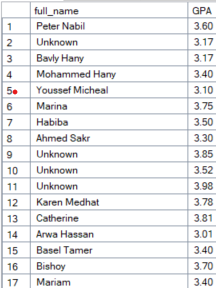 full_name GPA
1 Peter Nabil 3.60
2 Unknown 3.17
3 Bavly Hany 3.17
4 Mohammed Hany 3.40
5 Youssef Micheal 3.10
6 Marina 3.75
7 Habiba 3.50
8 Ahmed Sakr 3.30
9 Unknown 3.85
10 Unknown 3.52
11 Unknown 3.98
12 Karen Medhat 3.78
13 Catherine 3.81
14 Arwa Hassan 3.01
15 Basel Tamer 3.40
16 Bishoy 3.70
17 Mariam 3.40